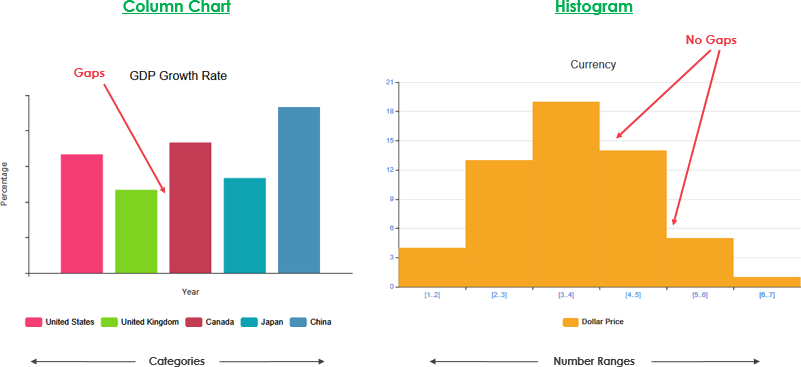 Column Chart
Histogram
Gaps
GDP Growth Rate
Percentage
Year
United States
United Kingdom
Canada
Japan
China
Categories
No Gaps
Currency
21
18
15
12
9
6
3
0
[1..2]
[2..3]
[3..4]
[4..5]
[5..6]
[6..7]
Dollar Price
Number Ranges